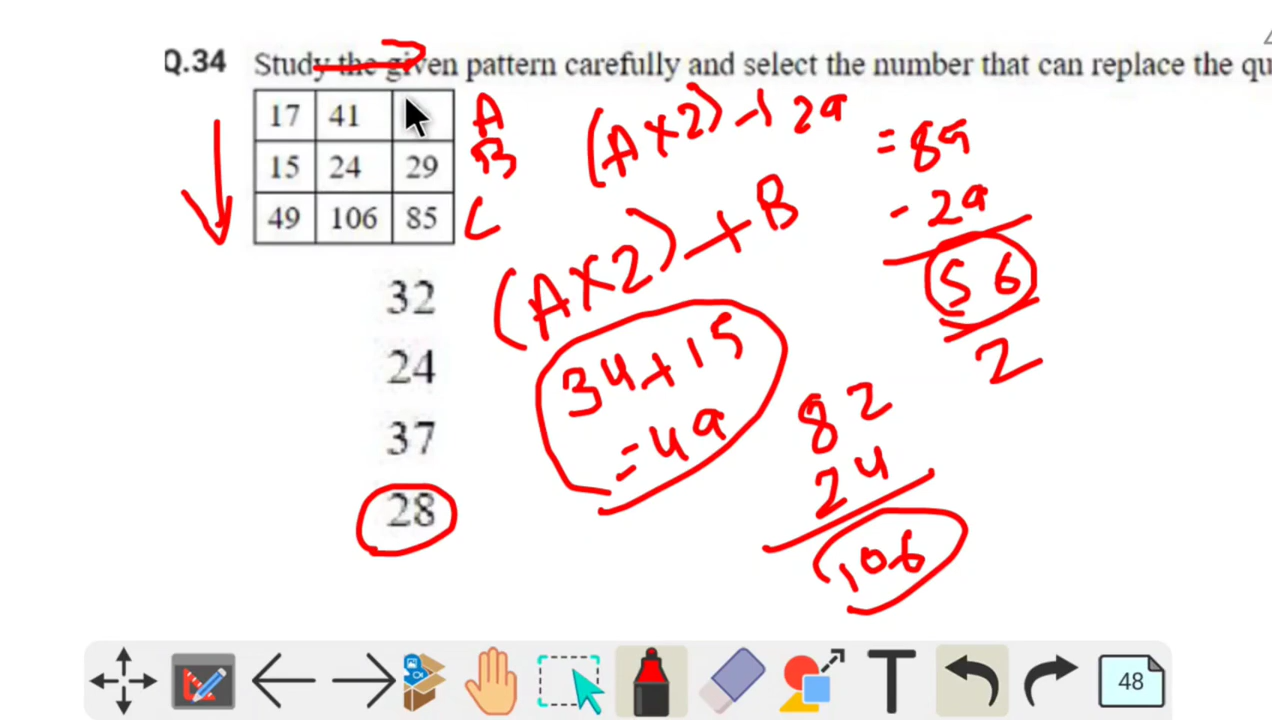 Q.34 Study the given pattern carefully and select the number that can replace the qu
17 41 A
15 24 29 B
49 106 85 C
(A×2)+29 = 89
- 29
56
2
(A×2)+B
34+15
=49
82
24
106
32
24
37
28
T
48